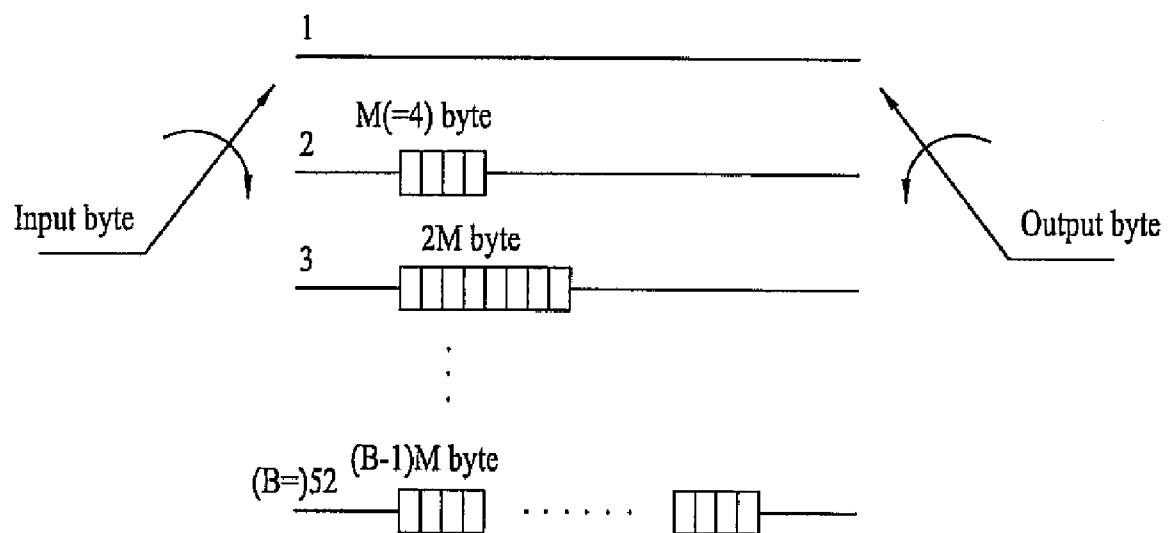 1
M(=4) byte
2
Input byte
2M byte
Output byte
3
(B-1)M byte
(B=)52